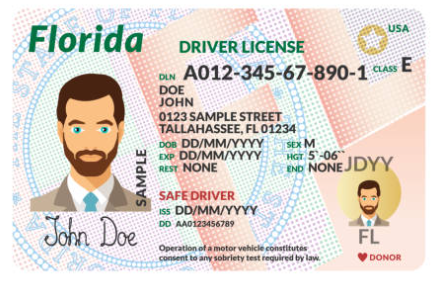 Florida
DRIVER LICENSE
USA
DLN A012-345-67-890-1 CLASS E
DOE
JOHN
0123 SAMPLE STREET
TALLAHASSEE, FL 01234
DOB DD/MM/YYYY SEX M
EXP DD/MM/YYYY HGT 5`-06``
REST NONE END NONE JDYY
SAMPLE
SAFE DRIVER
ISS DD/MM/YYYY
DD AA0123456789
John Doe
Operation of a motor vehicle constitutes
consent to any sobriety test required by law.
FL
DONOR